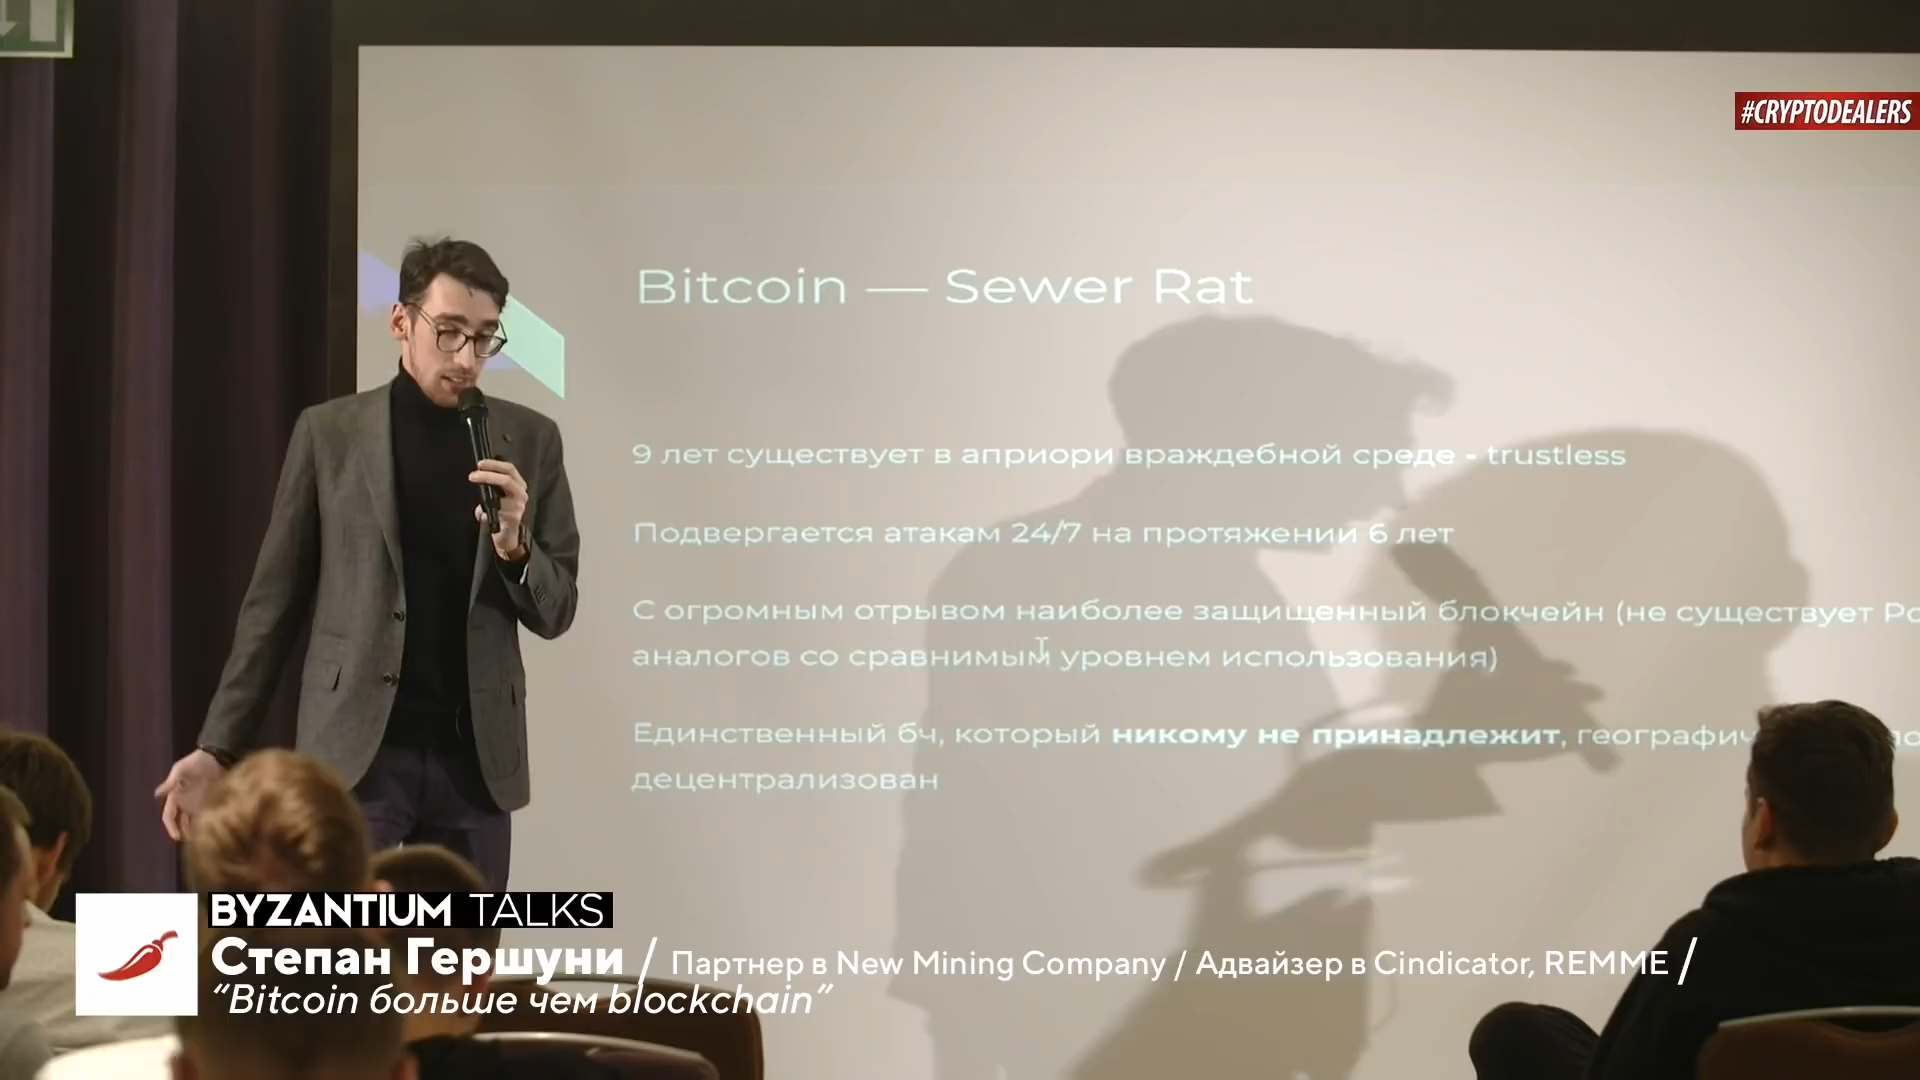 #CRYPTODEALERS
Bitcoin — Sewer Rat
9 лет существует в априори враждебной среде - trustless
Подвергается атакам 24/7 на протяжении 6 лет
С огромным отрывом наиболее защищенный блокчейн (не существует
аналогов со сравнимым уровнем использования)
Единственный бч, который никому не принадлежит,
децентрализован
BYZANTIUM TALKS
Степан Гершуни / Партнер в New Mining Company / Адвайзер в Cindicator, REMME /
“Bitcoin больше чем blockchain”